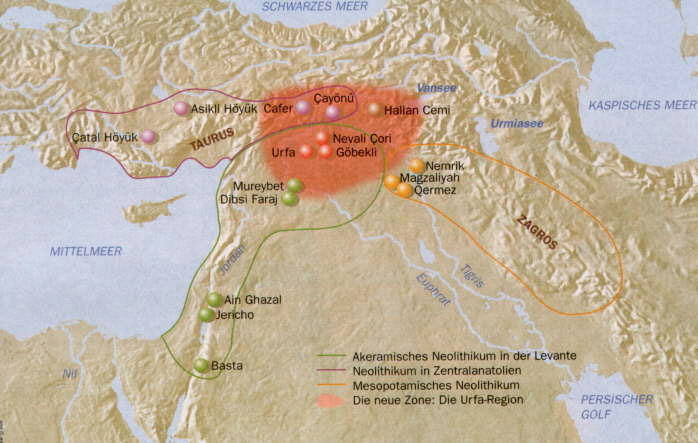 SCHWARZES MEER
KASPISCHES MEER
Vansee
Urmiasee
Çayönü
Asikli Höyük
Cafer
Hallan Cemi
Çatal Höyük
TAURUS
Nevali Çori
Urfa
Göbekli
Nemrik
Magzaliyah
Qermez
Mureybet
Dibsi Faraj
ZAGROS
MITTELMEER
Jordan
Euphrat
Tigris
Ain Ghazal
Jericho
Basta
Nil
Akeramisches Neolithikum in der Levante
Neolithikum in Zentralanatolien
Mesopotamisches Neolithikum
Die neue Zone: Die Urfa-Region
PERSISCHER
GOLF